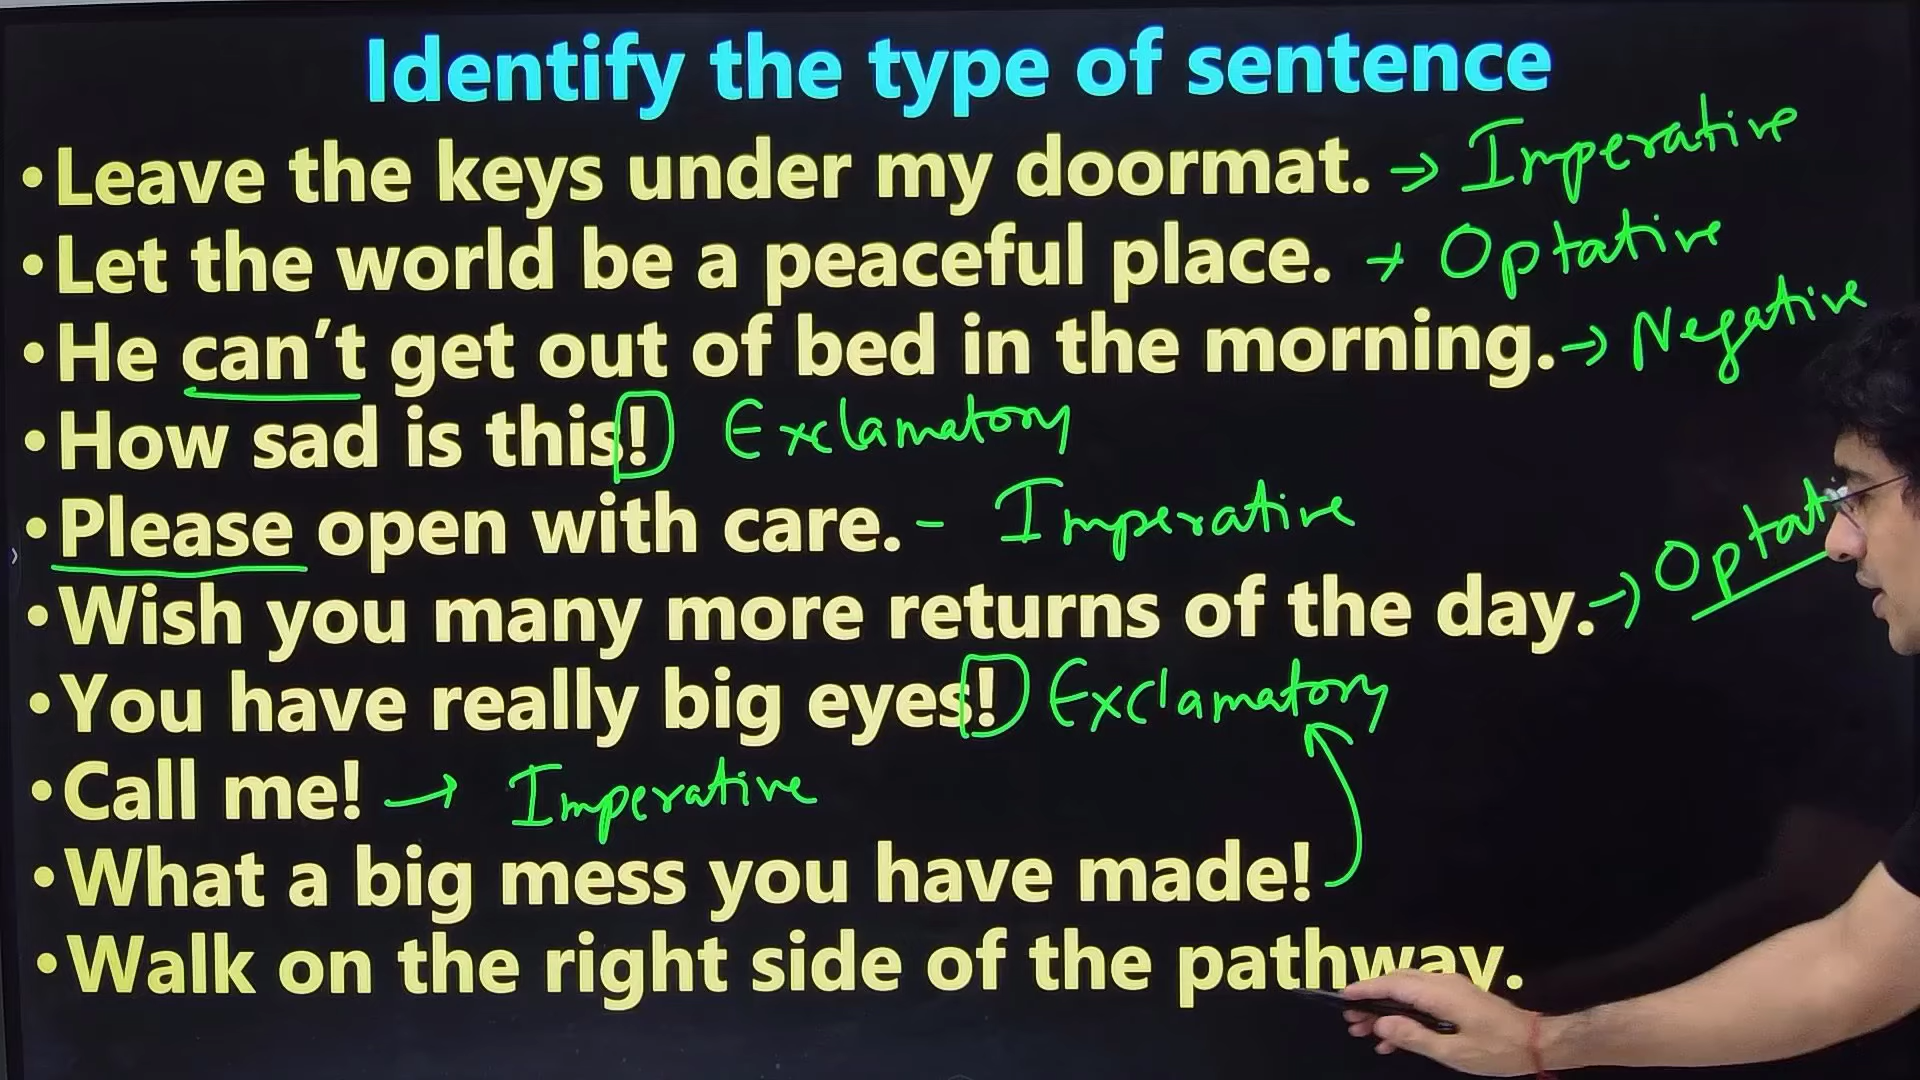 Identify the type of sentence
• Leave the keys under my doormat. → Imperative
• Let the world be a peaceful place. → Optative
• He can't get out of bed in the morning. → Negative
• How sad is this! Exclamatory
• Please open with care. - Imperative
• Wish you many more returns of the day. → Optati
• You have really big eyes! Exclamatory
• Call me! → Imperative
• What a big mess you have made!
• Walk on the right side of the pathway.